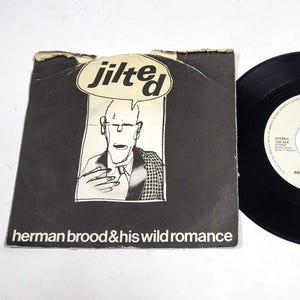 jilted
herman brood & his wild romance
STEREO